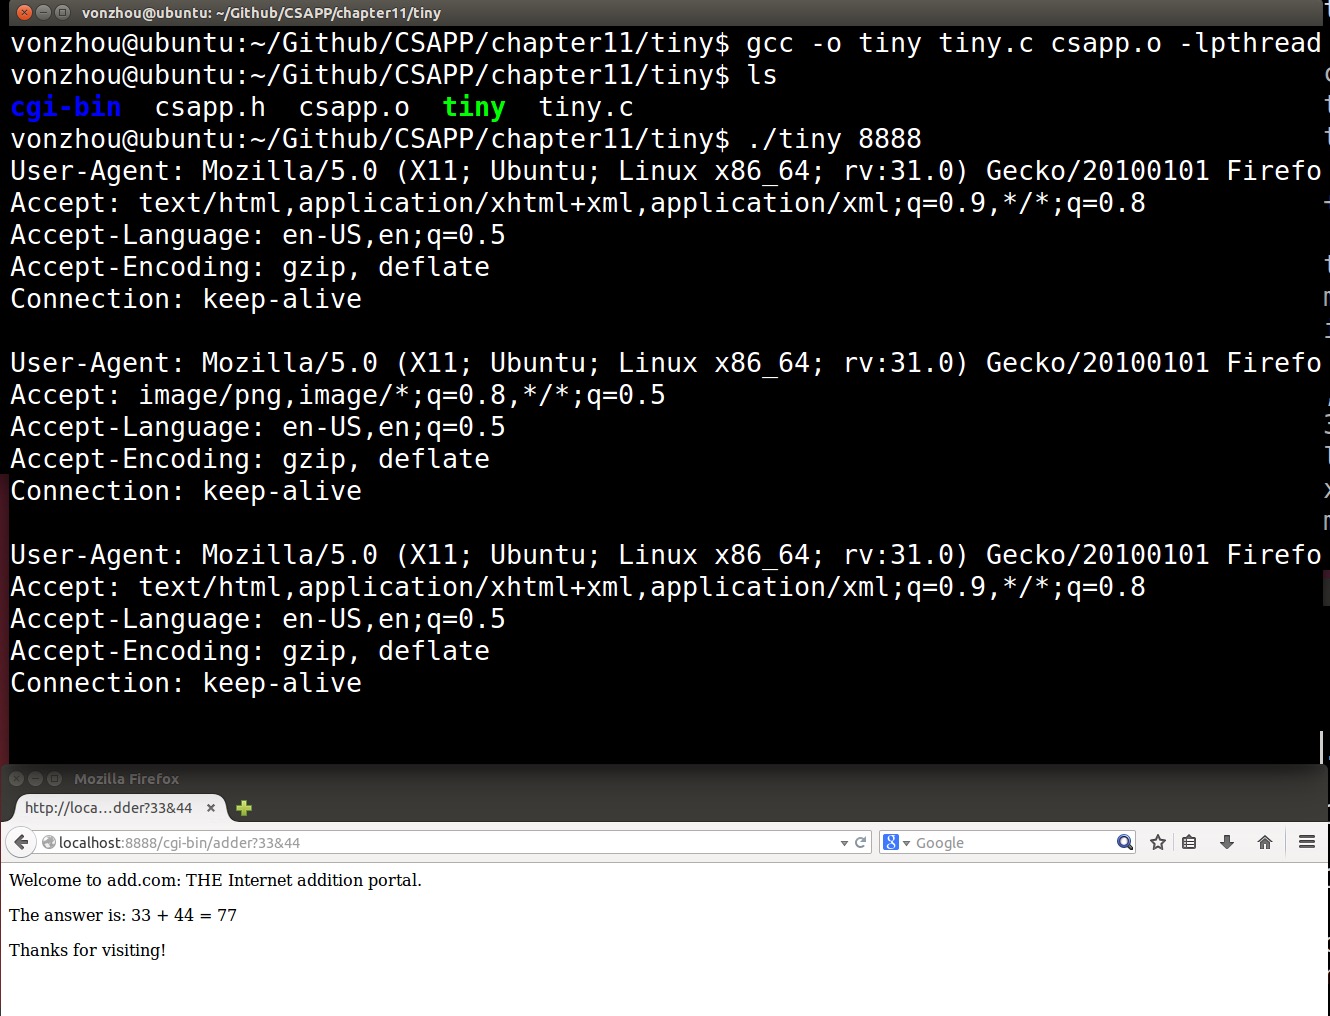 vonzhou@ubuntu: ~/Github/CSAPP/chapter11/tiny
vonzhou@ubuntu:~/Github/CSAPP/chapter11/tiny$ gcc -o tiny tiny.c csapp.o -lpthread
vonzhou@ubuntu:~/Github/CSAPP/chapter11/tiny$ ls
cgi-bin csapp.h csapp.o tiny tiny.c
vonzhou@ubuntu:~/Github/CSAPP/chapter11/tiny$ ./tiny 8888
User-Agent: Mozilla/5.0 (X11; Ubuntu; Linux x86_64; rv:31.0) Gecko/20100101 Firefo
Accept: text/html,application/xhtml+xml,application/xml;q=0.9,*/*;q=0.8
Accept-Language: en-US,en;q=0.5
Accept-Encoding: gzip, deflate
Connection: keep-alive
User-Agent: Mozilla/5.0 (X11; Ubuntu; Linux x86_64; rv:31.0) Gecko/20100101 Firefo
Accept: image/png,image/*;q=0.8,*/*;q=0.5
Accept-Language: en-US,en;q=0.5
Accept-Encoding: gzip, deflate
Connection: keep-alive
User-Agent: Mozilla/5.0 (X11; Ubuntu; Linux x86_64; rv:31.0) Gecko/20100101 Firefo
Accept: text/html,application/xhtml+xml,application/xml;q=0.9,*/*;q=0.8
Accept-Language: en-US,en;q=0.5
Accept-Encoding: gzip, deflate
Connection: keep-alive
Mozilla Firefox
http://loca...dder?33&44
localhost:8888/cgi-bin/adder?33&44
8 Google
Welcome to add.com: THE Internet addition portal.
The answer is: 33 + 44 = 77
Thanks for visiting!